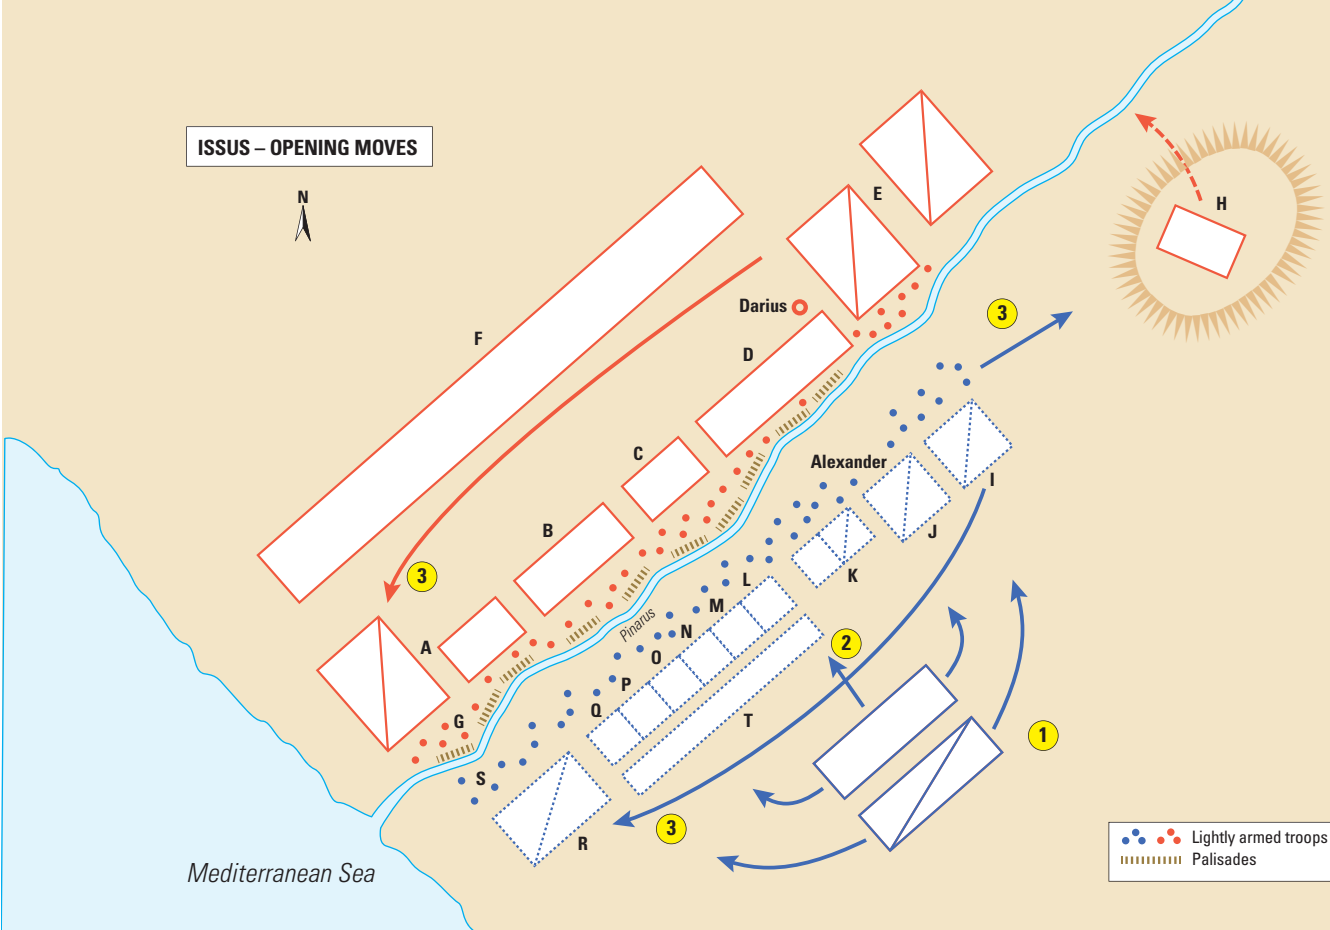 ISSUS – OPENING MOVES
N
E
H
Darius
3
F
D
C
Alexander
I
B
J
3
K
L
M
Pinarus
N
2
A
O
P
Q
T
G
1
S
3
R
Mediterranean Sea
Lightly armed troops
Palisades